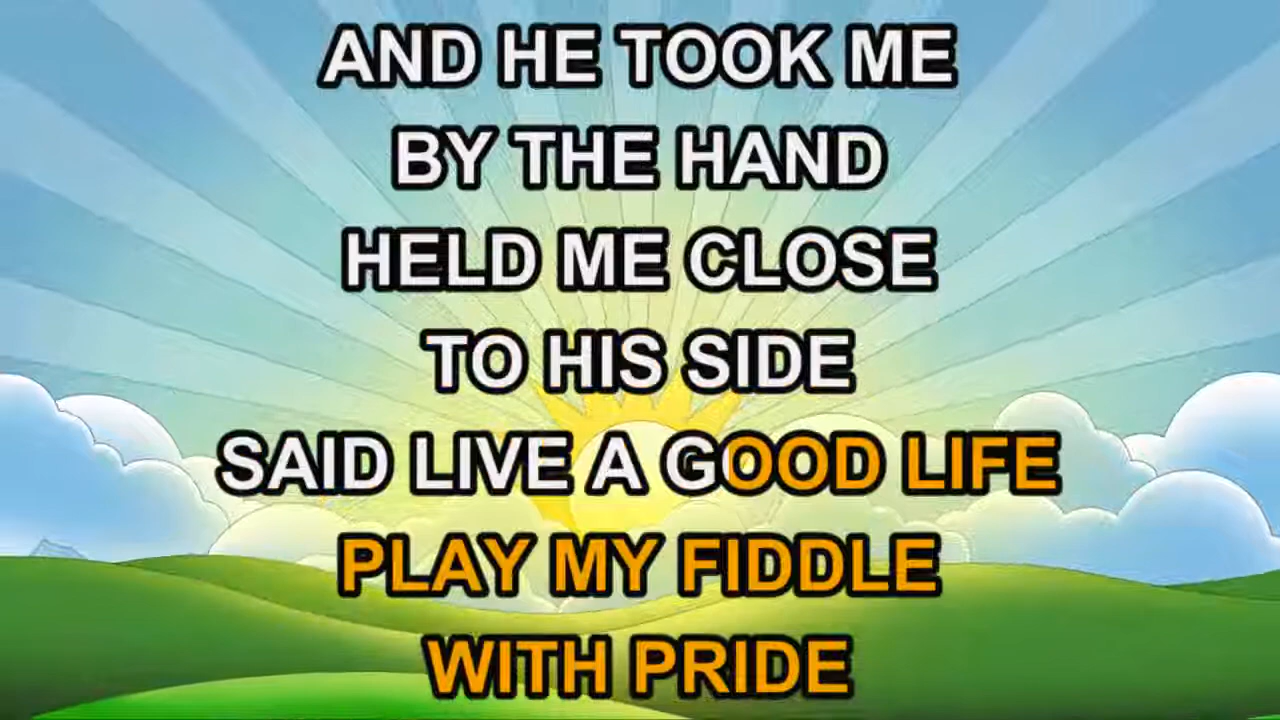 AND HE TOOK ME
BY THE HAND
HELD ME CLOSE
TO HIS SIDE
SAID LIVE A GOOD LIFE
PLAY MY FIDDLE
WITH PRIDE